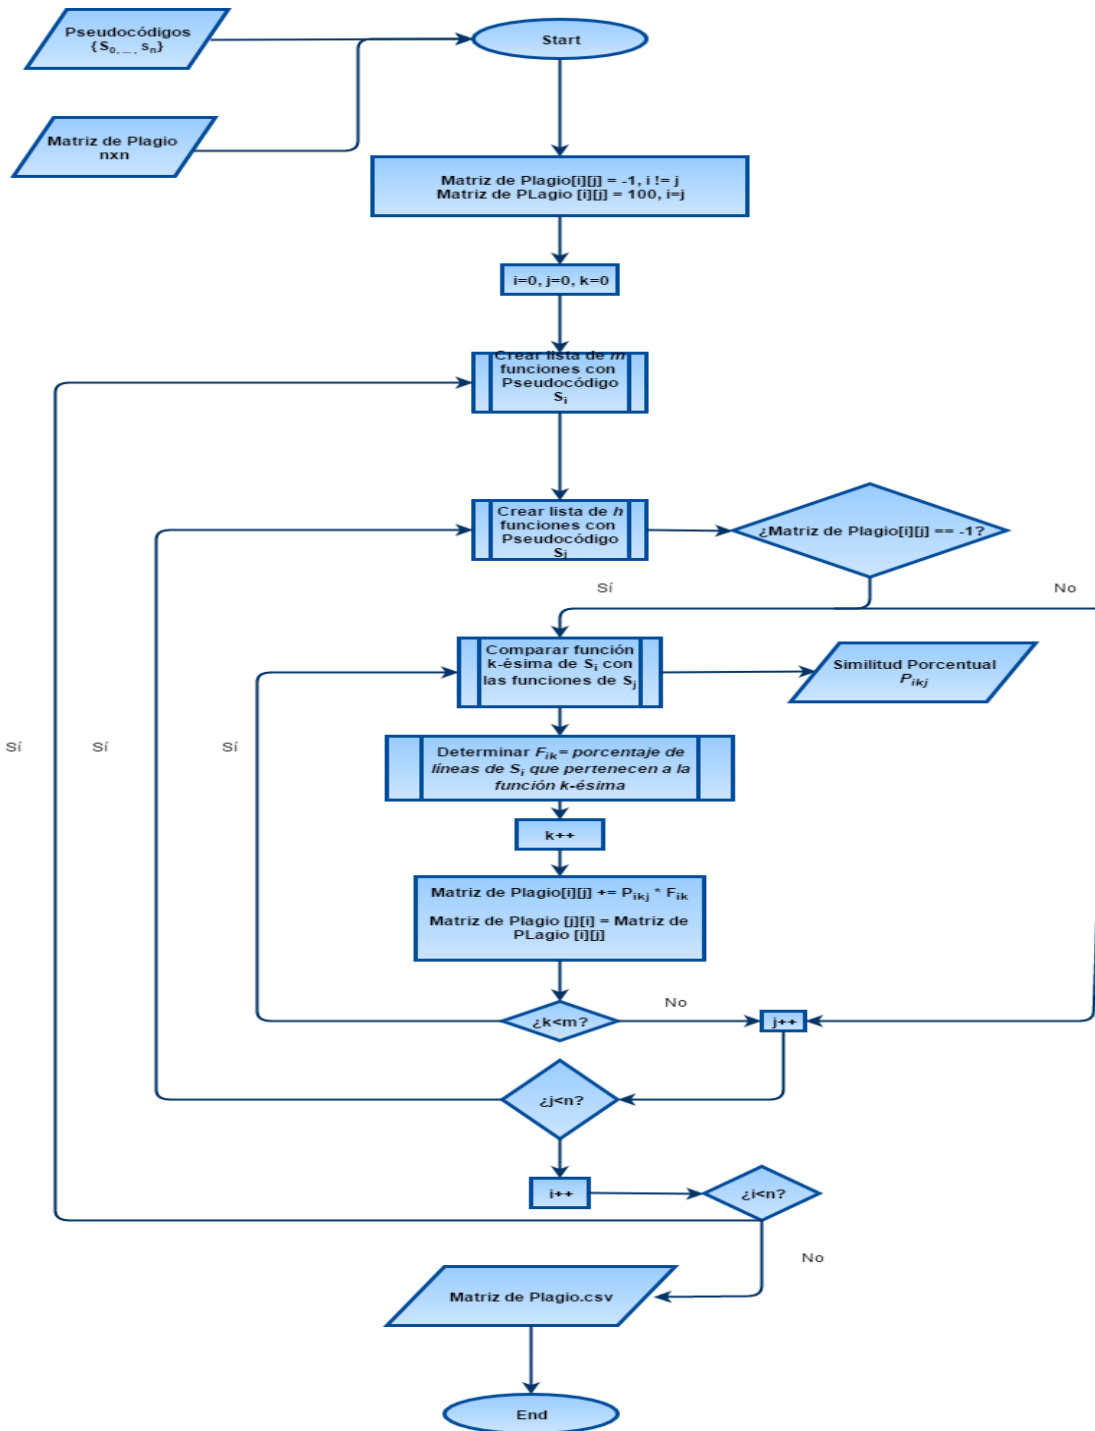 Pseudocódigos
{S0, ... , sn}
Start
Matriz de Plagio
nxn
Matriz de Plagio[i][j] = -1, i != j
Matriz de PLagio [i][j] = 100, i=j
i=0, j=0, k=0
Crear lista de m
funciones con
Pseudocódigo
Si
Crear lista de h
funciones con
Pseudocódigo
Sj
¿Matriz de Plagio[i][j] == -1?
Sí
No
Comparar función
k-ésima de Si con
las funciones de Sj
Similitud Porcentual
Pikj
Sí
Sí
Sí
Determinar Fik= porcentaje de
líneas de Si que pertenecen a la
función k-ésima
k++
Matriz de Plagio[i][j] += Pikj * Fik
Matriz de Plagio [j][i] = Matriz de
PLagio [i][j]
¿k<m?
No
j++
¿j<n?
i++
¿i<n?
No
Matriz de Plagio.csv
End